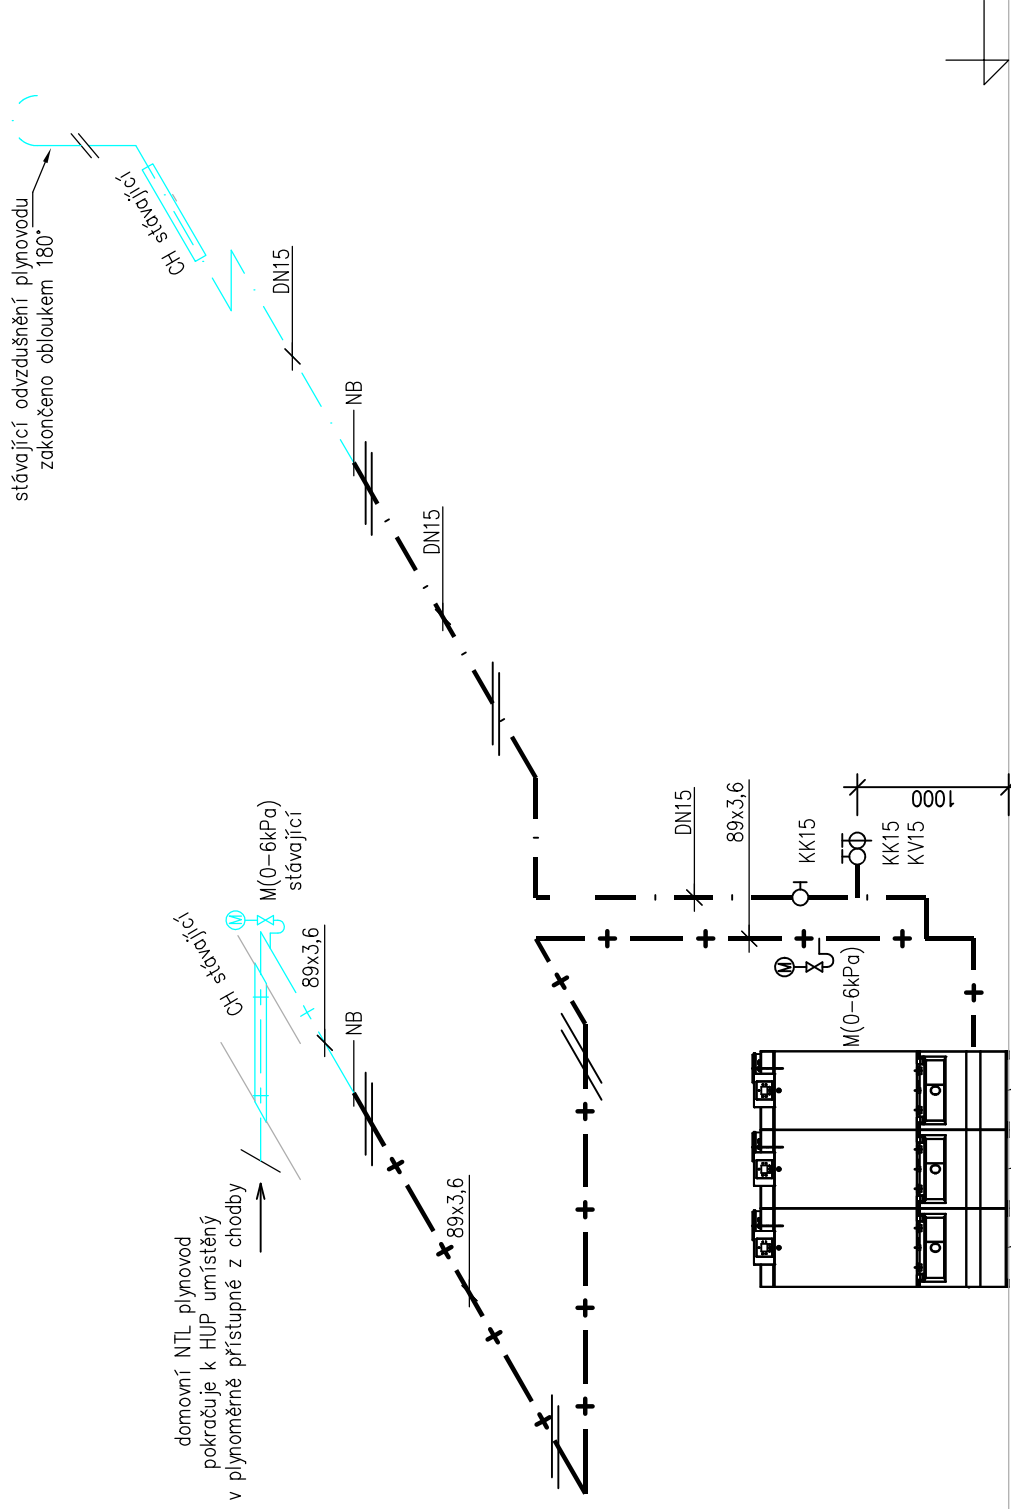 stávající odvzdušnění plynovodu
zakončeno obloukem 180°
CH stávající
DN15
NB
DN15
M
M(0-6kPa)
stávající
CH stávající
89x3,6
NB
domovní NTL plynovod
pokračuje k HUP umístěný
v plynoměrně přístupné z chodby
89x3,6
DN15
89x3,6
KK15
KK15
KV15
1000
M
M(0-6kPa)